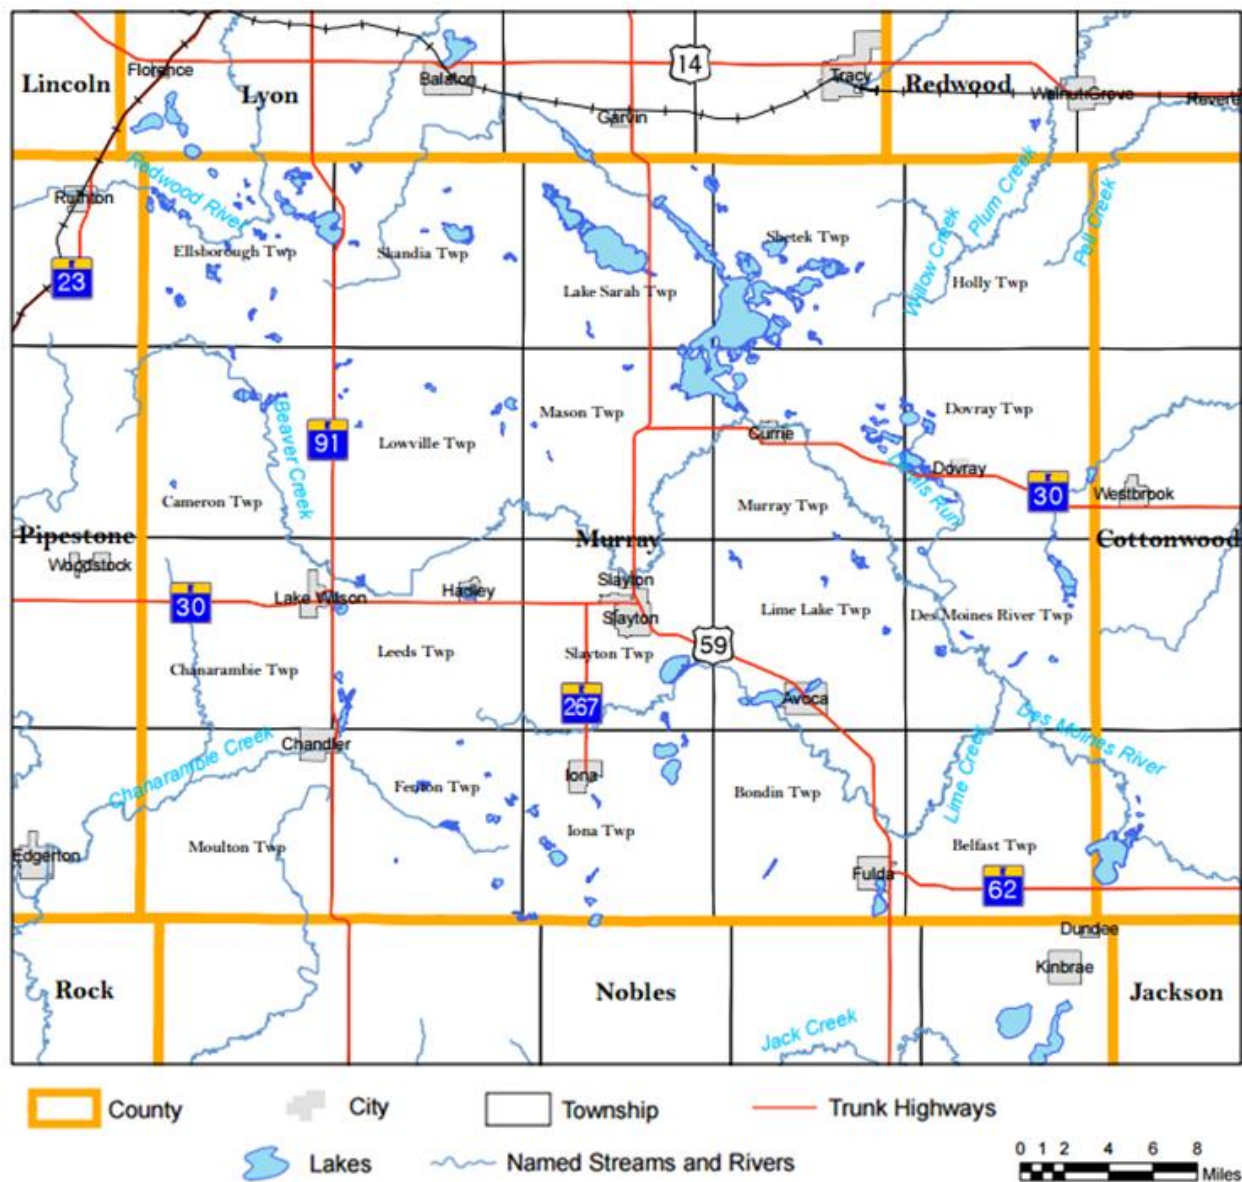 14
Florence
Balaton
Tracy
Lincoln
Lyon
Redwood
Walnut Grove
Revere
Garvin
Redwood River
Plum Creek
Pell Creek
Ruthton
Ellsborough Twp
Skandia Twp
Shetek Twp
Willow Creek
23
Lake Sarah Twp
Holly Twp
Beaver Creek
Mason Twp
Dovray Twp
91
Lowville Twp
Currie
Dovray
Cameron Twp
Murray Twp
Lewis Run
30
Westbrook
Pipestone
Murray
Cottonwood
Woodstock
Slayton
Hadley
30
Lake Wilson
Slayton
Lime Lake Twp
Des Moines River Twp
59
Chanarambie Twp
Leeds Twp
Slayton Twp
267
Avoca
Chandler
Des Moines River
Chanarambie Creek
Lime Creek
Iona
Fenton Twp
Bondin Twp
Iona Twp
Edgerton
Moulton Twp
Belfast Twp
Fulda
62
Dundee
Kinbrae
Rock
Nobles
Jackson
Jack Creek
County
City
Township
Trunk Highways
Lakes
Named Streams and Rivers
0 1 2 4 6 8
Miles